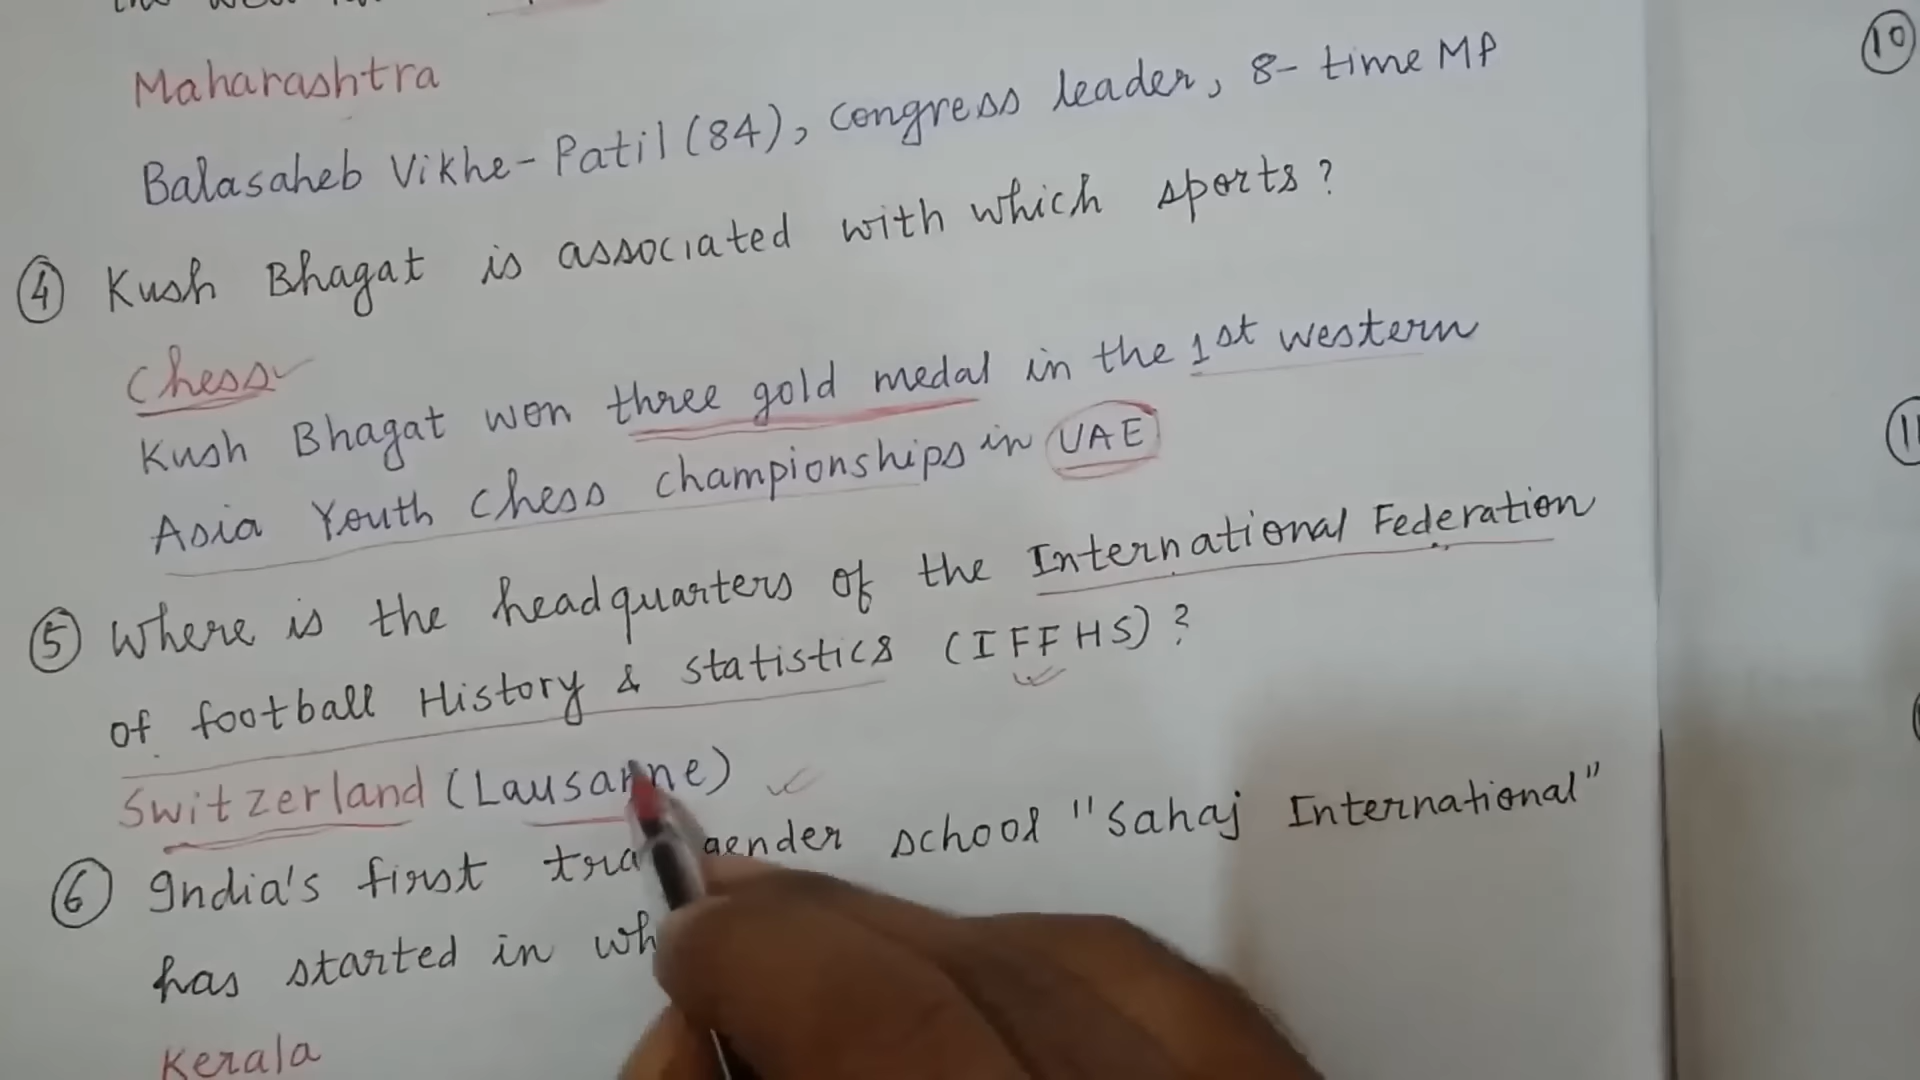 Maharashtra
Balasaheb Vikhe-Patil (84), congress leader, 8-time MP
④ Kush Bhagat is associated with which sports?
Chess
Kush Bhagat won three gold medal in the 1st western
Asia Youth Chess championships in UAE
⑤ Where is the headquarters of the International Federation
of football History & statistics (IFFHS)?
Switzerland (Lausanne)
⑥ India's first gender school "Sahaj International"
has started in
Kerala
10
11